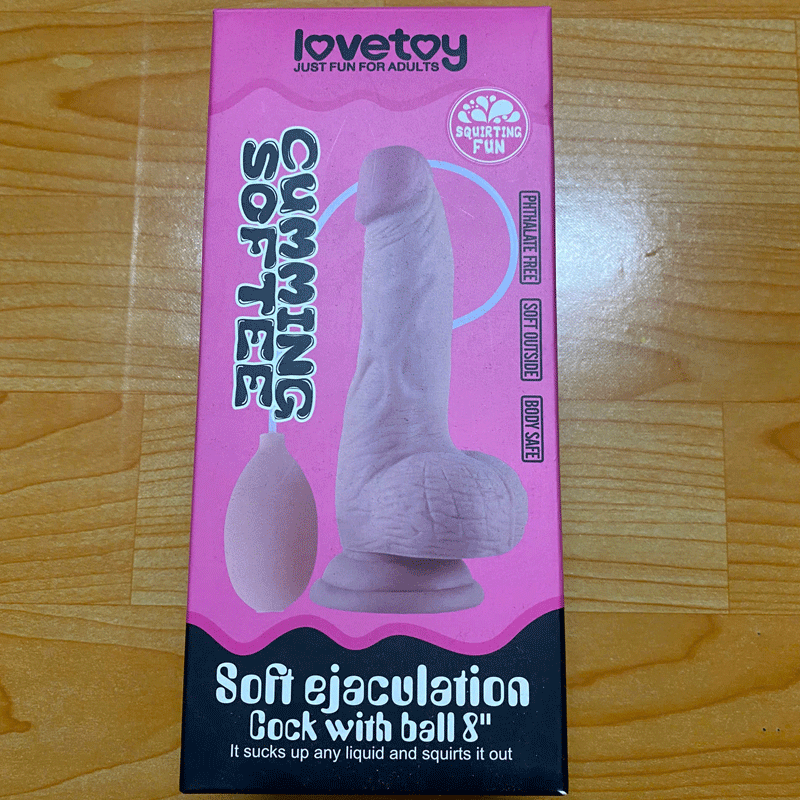 lovetoy
JUST FUN FOR ADULTS
SQUIRTING
FUN
CUMMING
SOFTEE
PHTHALATE FREE
SOFT OUTSIDE
BODY SAFE
Soft ejaculation
Cock with ball 8"
It sucks up any liquid and squirts it out